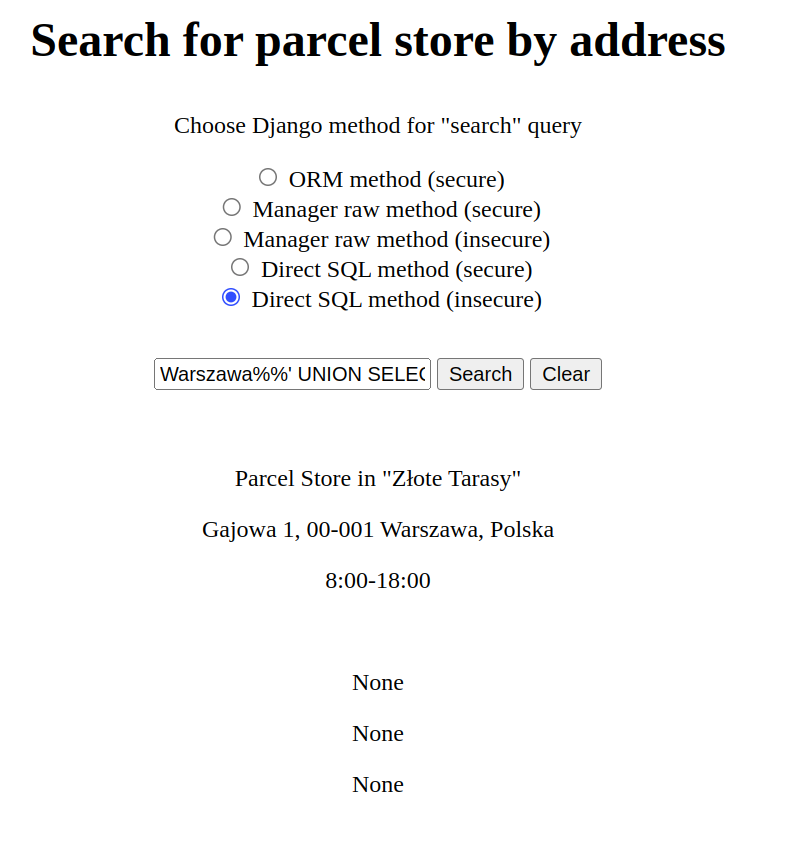 Search for parcel store by address
Choose Django method for "search" query
ORM method (secure)
Manager raw method (secure)
Manager raw method (insecure)
Direct SQL method (secure)
Direct SQL method (insecure)
Warszawa%%' UNION SELEC Search Clear
Parcel Store in "Złote Tarasy"
Gajowa 1, 00-001 Warszawa, Polska
8:00-18:00
None
None
None